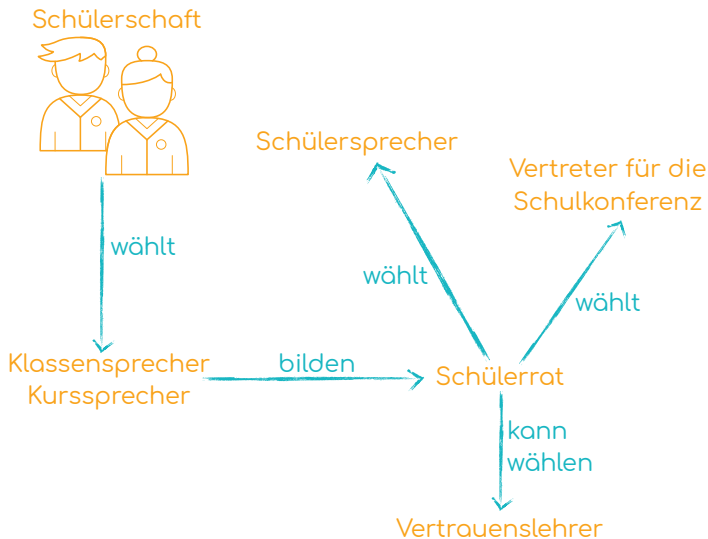 Schülerschaft
Schülersprecher
Vertreter für die
Schulkonferenz
wählt
wählt
wählt
Klassensprecher
Kurssprecher
bilden
Schülerrat
kann
wählen
Vertrauenslehrer